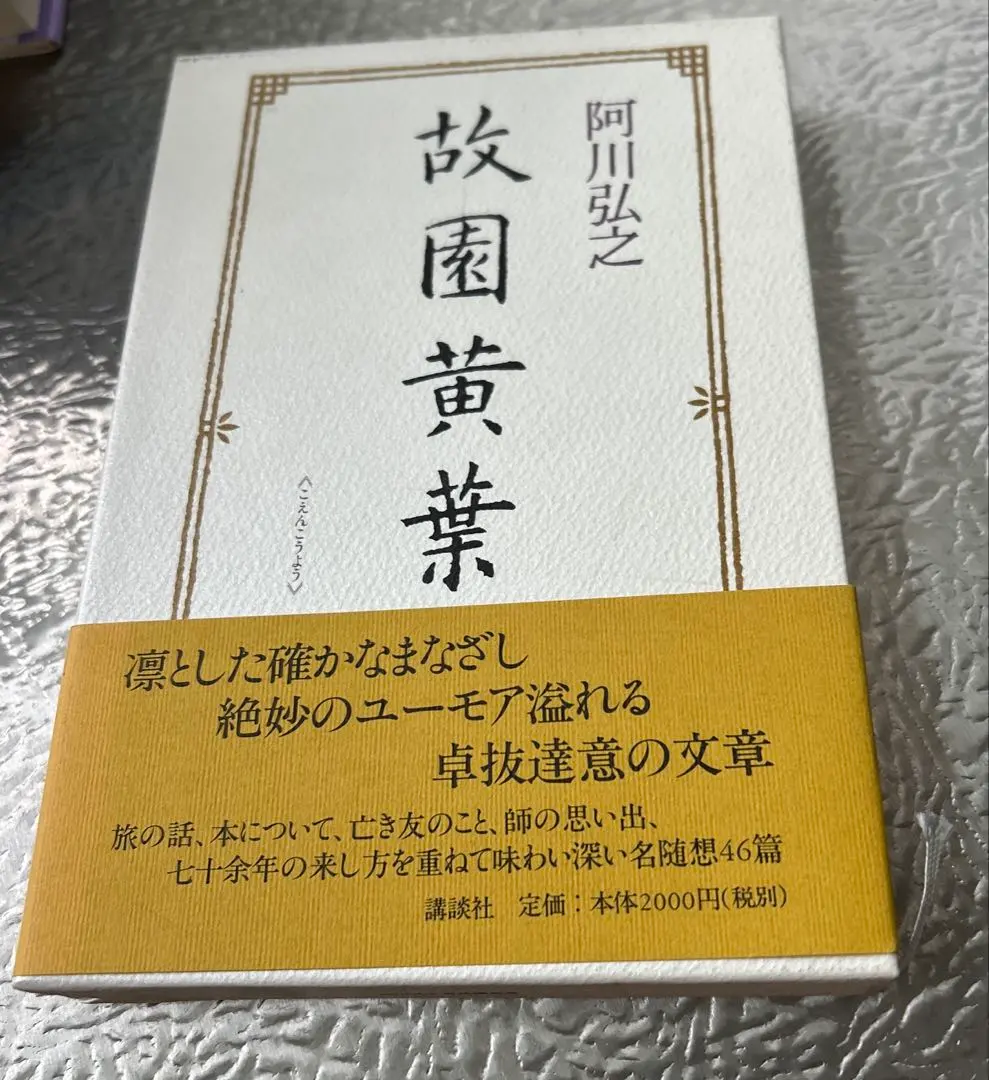 阿川弘之
故園黄葉
〈こえんこうよう〉
凛とした確かなまなざし
絶妙のユーモア溢れる
卓抜達意の文章
旅の話、本について、亡き友のこと、師の思い出、
七十余年の来し方を重ねて味わい深い名随想46篇
講談社　定価：本体2000円(税別)